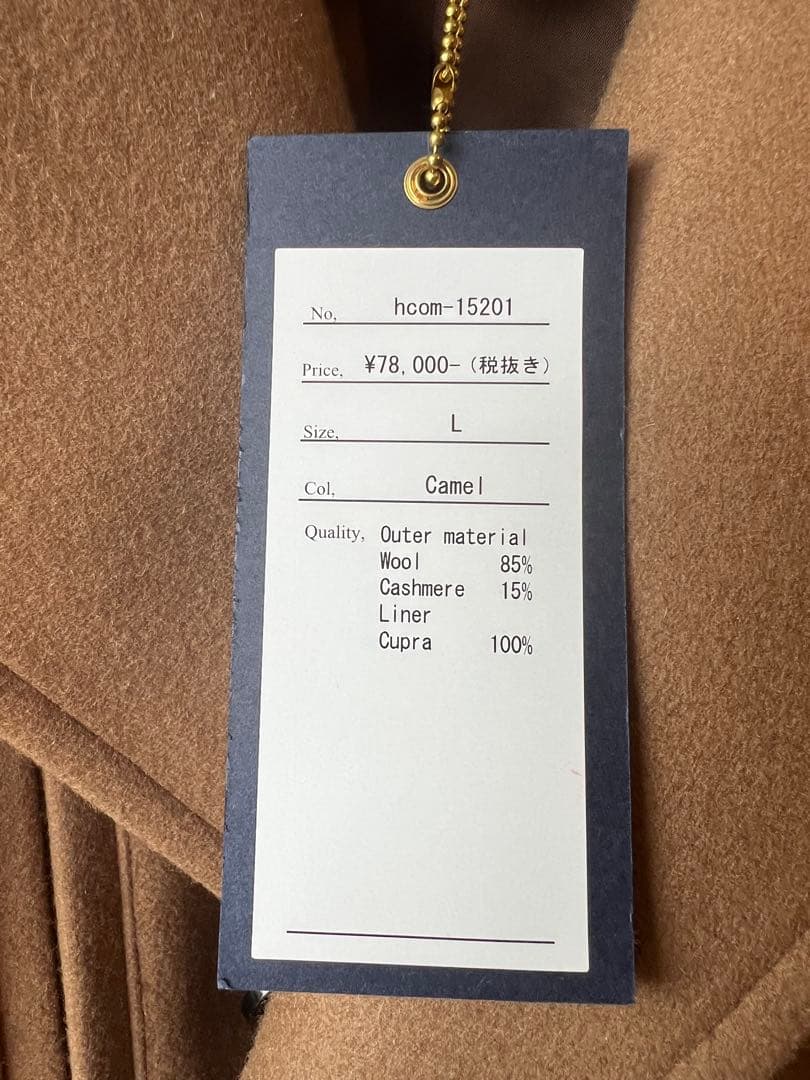 No, hcom-15201
Price, ¥78,000-(税抜き)
Size, L
Col, Camel
Quality, Outer material
Wool 85%
Cashmere 15%
Liner
Cupra 100%